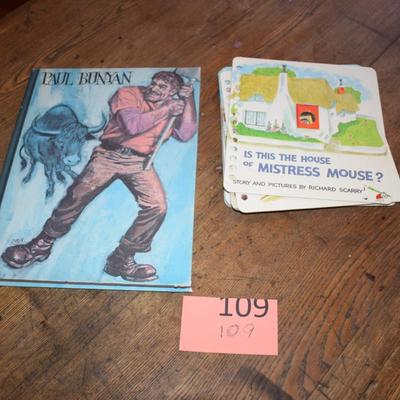 PAUL BUNYAN
IS THIS THE HOUSE
OF MISTRESS MOUSE?
STORY AND PICTURES BY RICHARD SCARRY
109
109